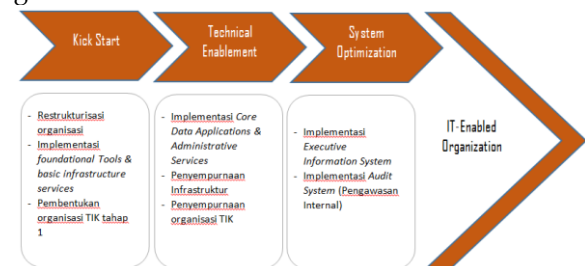 Kick Start
Technical
Enablement
System
Optimization
IT-Enabled
Organization
- Restrukturisasi
organisasi
- Implementasi
foundational Tools &
basic infrastructure
services
- Pembentukan
organisasi TIK tahap
1
- Implementasi Core
Data Applications &
Administrative
Services
- Penyempurnaan
Infrastruktur
- Penyempurnaan
organisasi TIK
- Implementasi
Executive
Information System
- Implementasi Audit
System (Pengawasan
Internal)